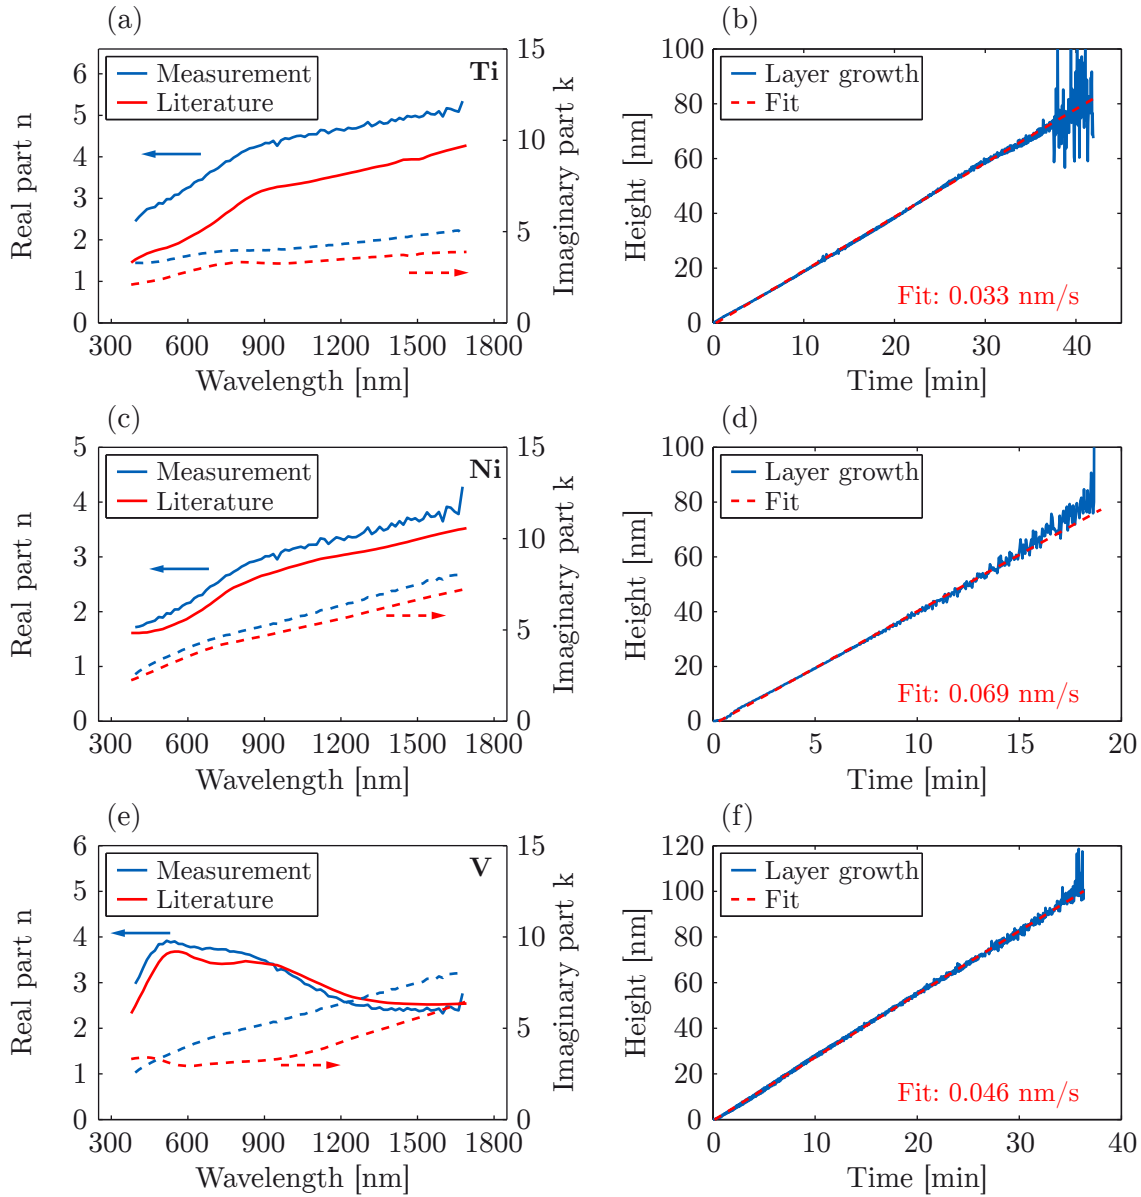 (a)
Real part n
6
5
4
3
2
1
0
Measurement
Literature
Ti
15
10
5
0
Imaginary part k
300 600 900 1200 1500 1800
Wavelength [nm]
(b)
Height [nm]
100
80
60
40
20
0
Layer growth
Fit
Fit: 0.033 nm/s
0 10 20 30 40
Time [min]
(c)
Real part n
5
4
3
2
1
0
Measurement
Literature
Ni
15
10
5
0
Imaginary part k
300 600 900 1200 1500 1800
Wavelength [nm]
(d)
Height [nm]
100
80
60
40
20
0
Layer growth
Fit
Fit: 0.069 nm/s
0 5 10 15 20
Time [min]
(e)
Real part n
6
5
4
3
2
1
0
Measurement
Literature
V
15
10
5
0
Imaginary part k
300 600 900 1200 1500 1800
Wavelength [nm]
(f)
Height [nm]
120
100
80
60
40
20
0
Layer growth
Fit
Fit: 0.046 nm/s
0 10 20 30 40
Time [min]